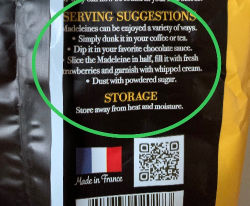 SERVING SUGGESTIONS
Madeleines can be enjoyed a variety of ways.
• Simply dunk it in your coffee or tea.
• Dip it in your favorite chocolate sauce.
• Slice the Madeleine in half, fill it with fresh
strawberries and garnish with whipped cream.
• Dust with powdered sugar.
STORAGE
Store away from heat and moisture.
Made in France